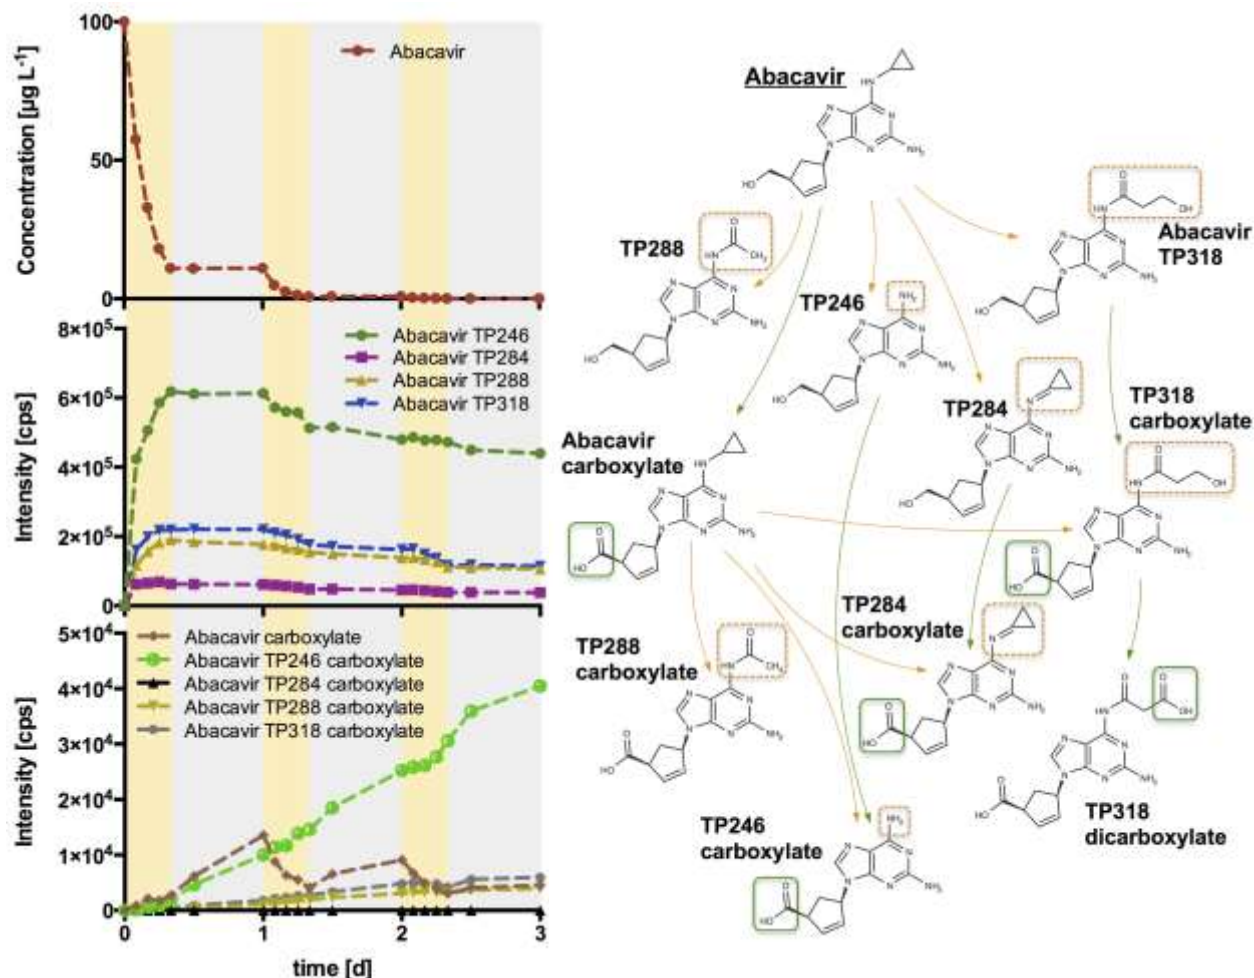 100
50
0
Concentration [µg L⁻¹]
Abacavir
8×10⁵
6×10⁵
4×10⁵
2×10⁵
0
Intensity [cps]
Abacavir TP246
Abacavir TP284
Abacavir TP288
Abacavir TP318
5×10⁴
4×10⁴
3×10⁴
2×10⁴
1×10⁴
0
Intensity [cps]
Abacavir carboxylate
Abacavir TP246 carboxylate
Abacavir TP284 carboxylate
Abacavir TP288 carboxylate
Abacavir TP318 carboxylate
0 1 2 3
time [d]
Abacavir
TP288
TP246
Abacavir
TP318
TP284
TP318
carboxylate
Abacavir
carboxylate
TP284
carboxylate
TP288
carboxylate
TP246
carboxylate
TP318
dicarboxylate